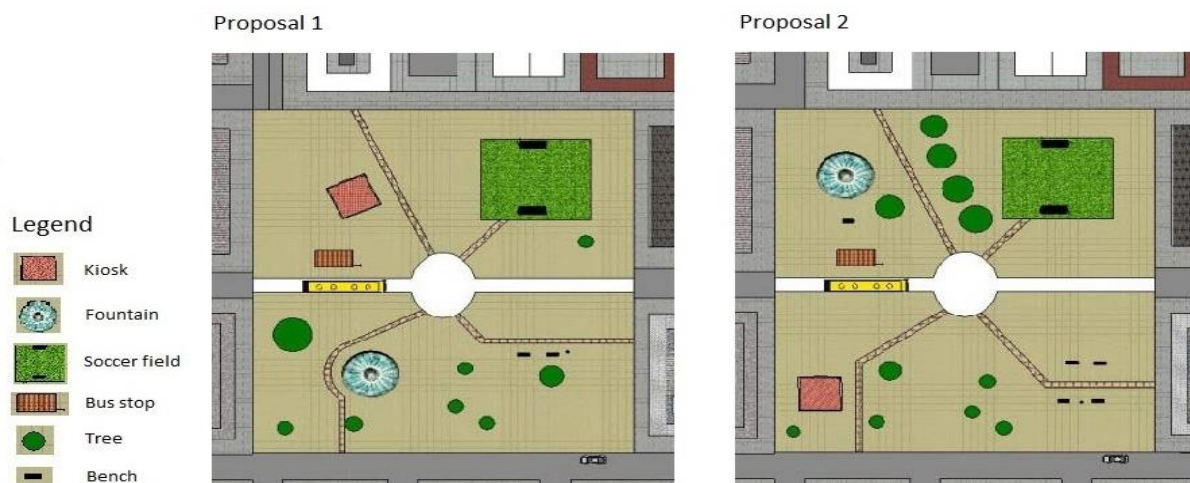 Proposal 1
Proposal 2
Legend
Kiosk
Fountain
Soccer field
Bus stop
Tree
Bench